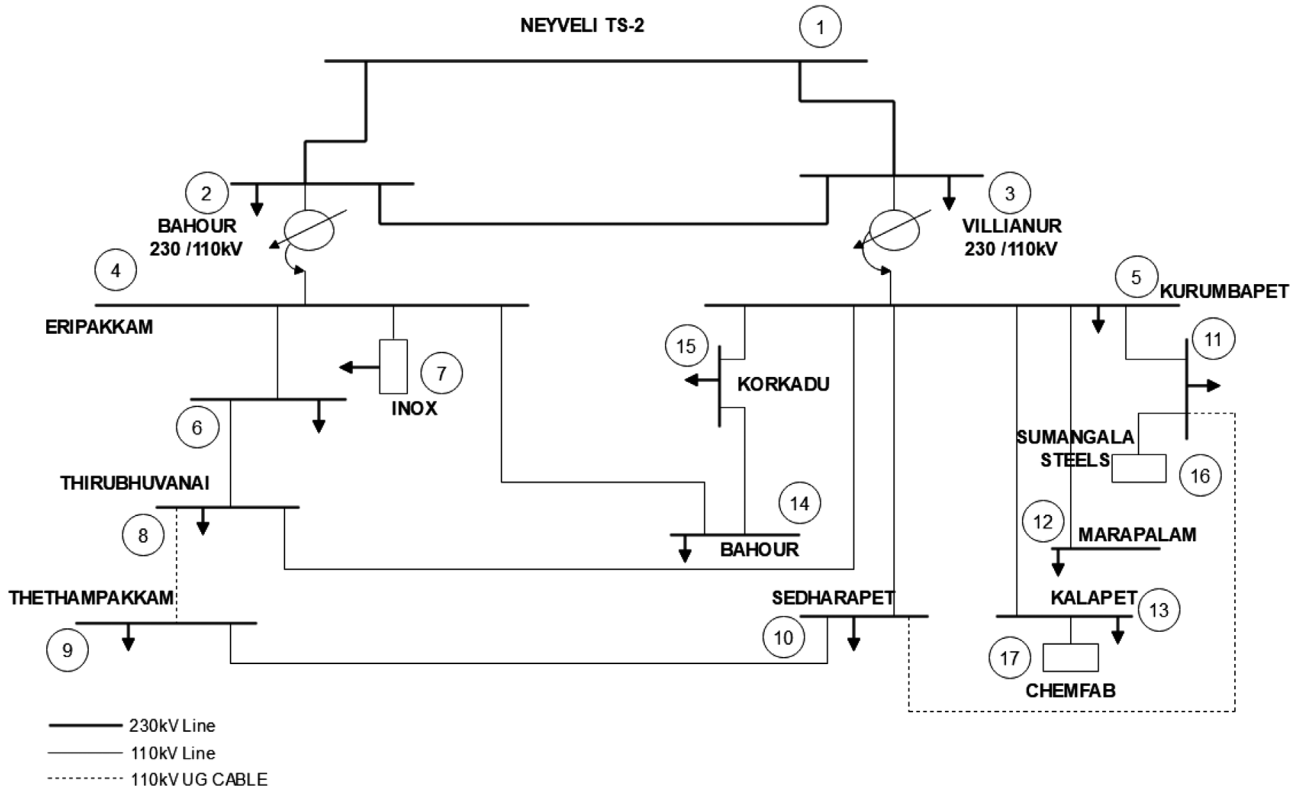 NEYVELI TS-2
1
2
BAHOUR
230 /110kV
3
VILLIANUR
230 /110kV
4
ERIPAKKAM
5
KURUMBAPET
15
KORKADU
11
7
INOX
6
SUMANGALA
STEELS
16
THIRUBHUVANAI
8
14
BAHOUR
12
MARAPALAM
THETHAMPAKKAM
9
SEDHARAPET
10
KALAPET
13
17
CHEMFAB
230kV Line
110kV Line
110kV UG CABLE